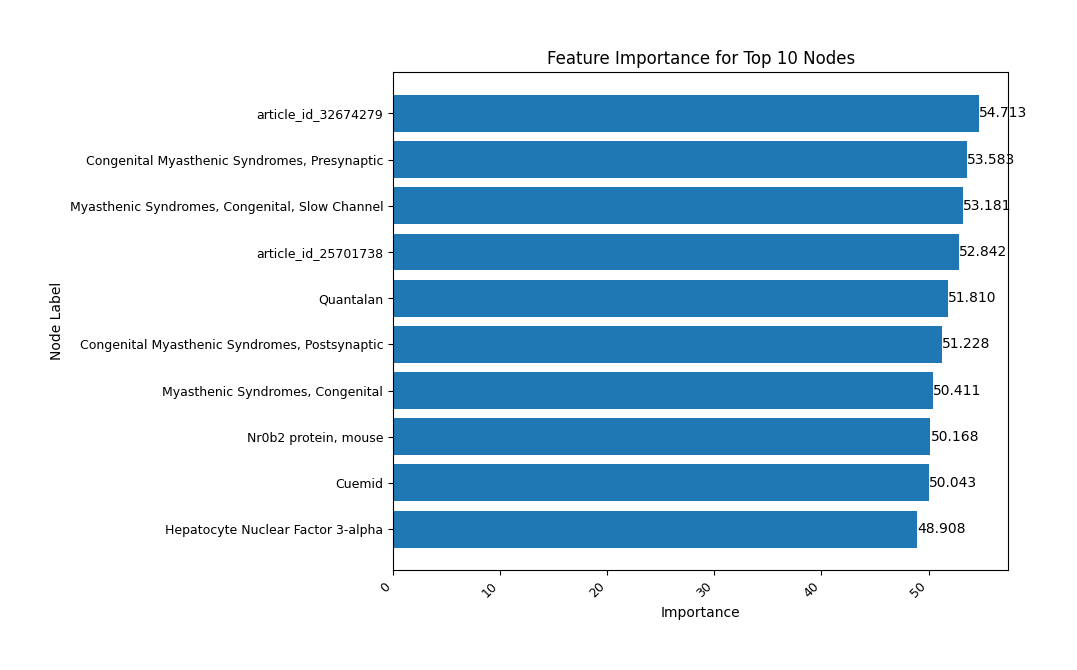 Feature Importance for Top 10 Nodes
article_id_32674279 54.713
Congenital Myasthenic Syndromes, Presynaptic 53.583
Myasthenic Syndromes, Congenital, Slow Channel 53.181
article_id_25701738 52.842
Quantalan 51.810
Congenital Myasthenic Syndromes, Postsynaptic 51.228
Myasthenic Syndromes, Congenital 50.411
Nr0b2 protein, mouse 50.168
Cuemid 50.043
Hepatocyte Nuclear Factor 3-alpha 48.908
Node Label
0 10 20 30 40 50
Importance